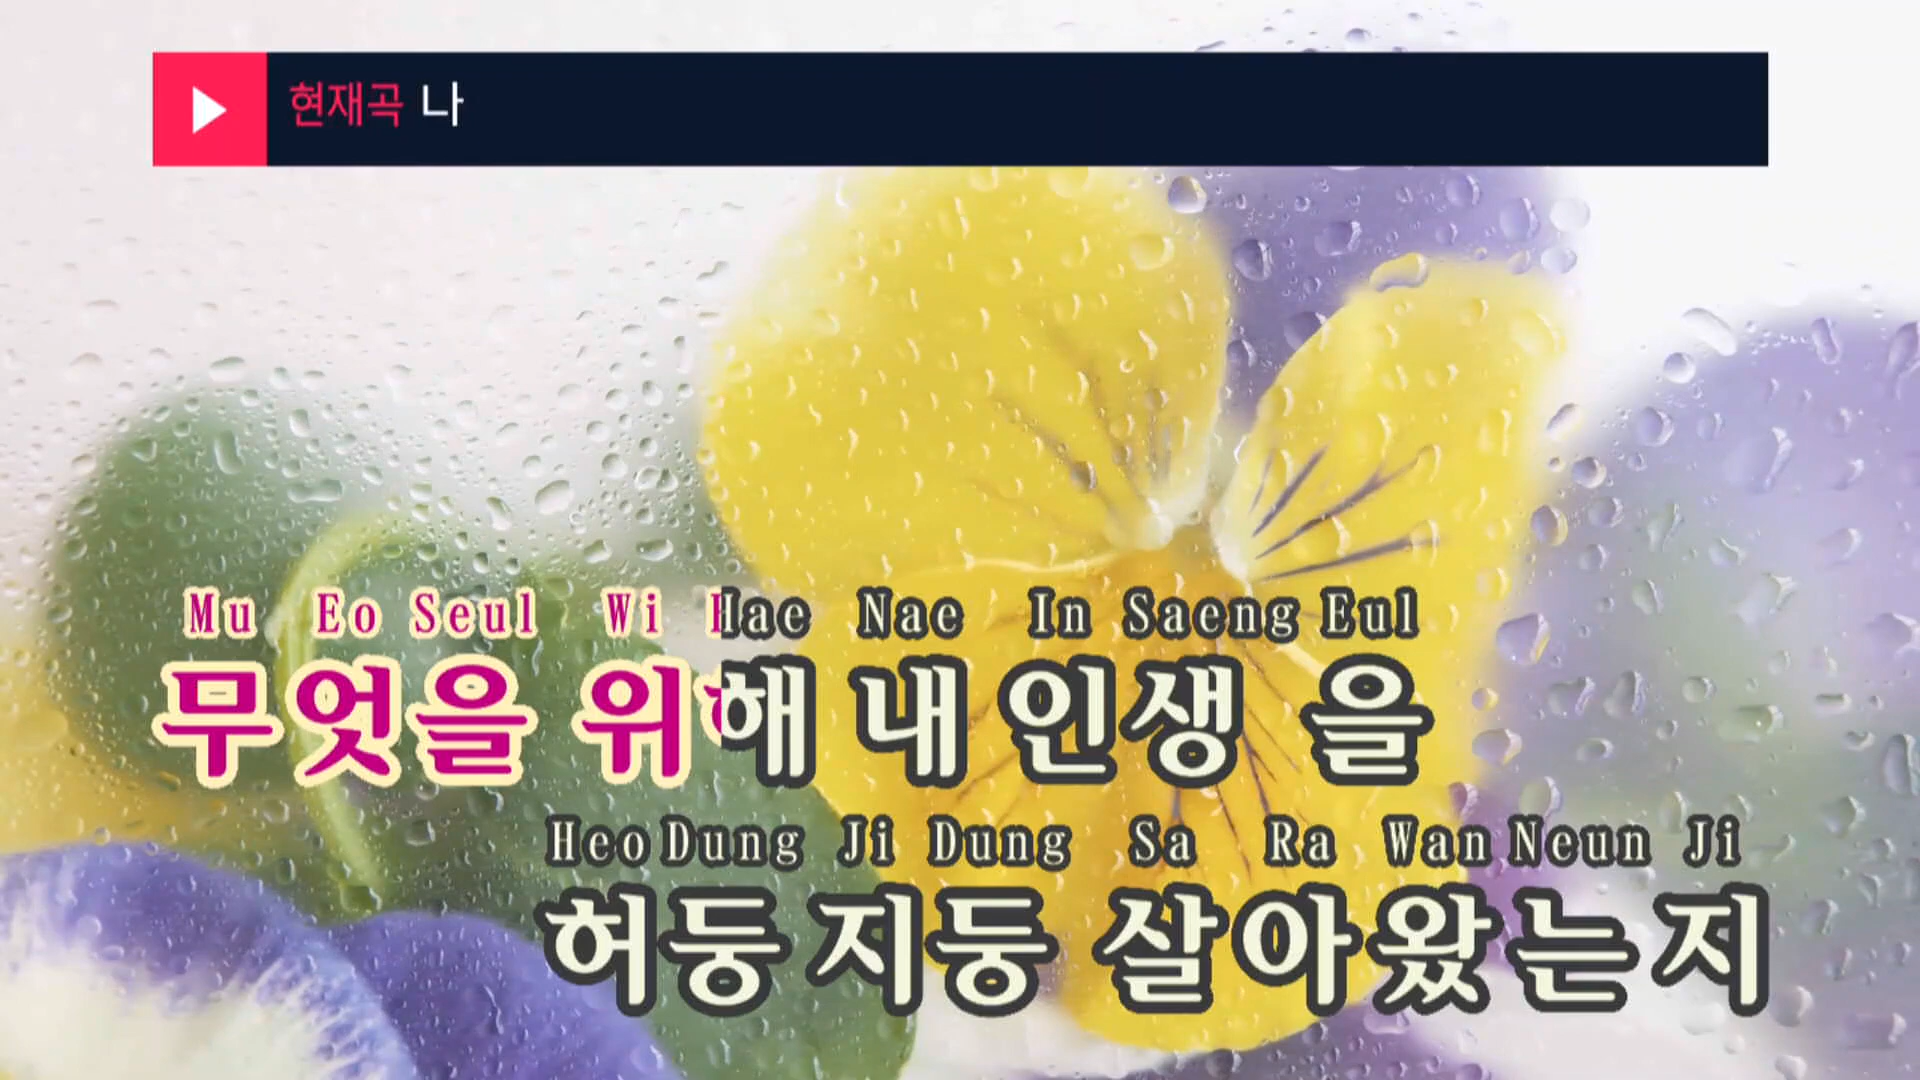 현재곡 나
Mu Eo Seul Wi Hae Nae In Saeng Eul
무엇을 위해 내 인생 을
Heo Dung Ji Dung Sa Ra Wan Neun Ji
허둥지둥 살아왔는지